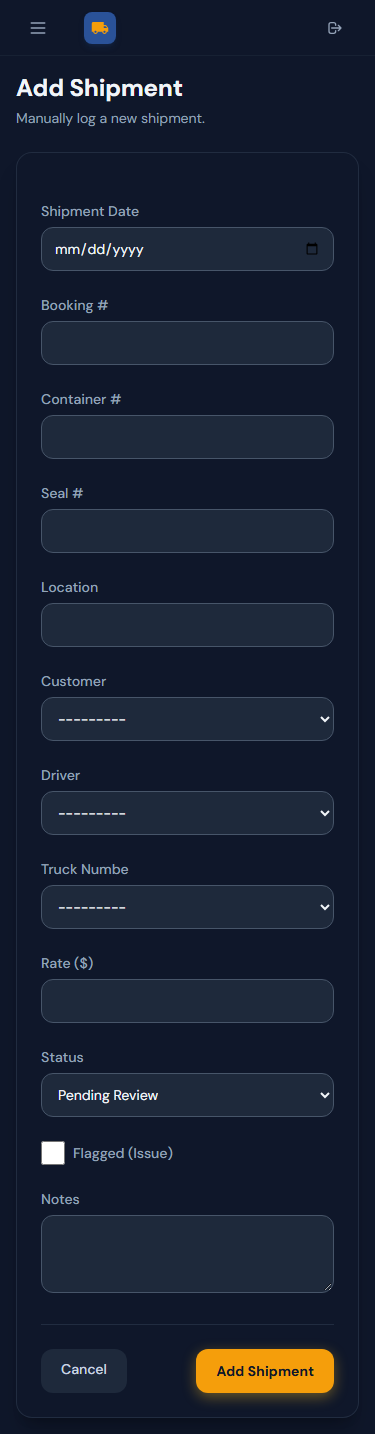 Add Shipment
Manually log a new shipment.
Shipment Date
mm/dd/yyyy
Booking #
Container #
Seal #
Location
Customer
---------
Driver
---------
Truck Numbe
---------
Rate ($)
Status
Pending Review
Flagged (Issue)
Notes
Cancel
Add Shipment